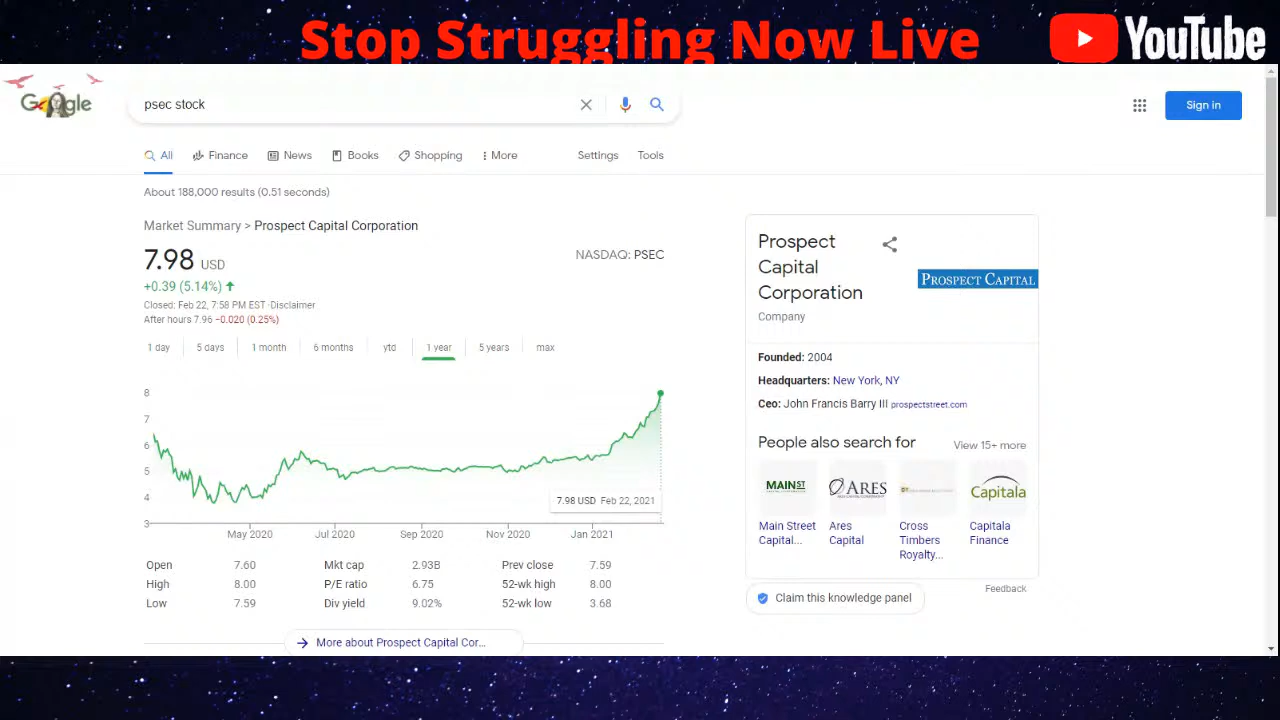 Stop Struggling Now Live
YouTube
Google
psec stock
Sign in
All
Finance
News
Books
Shopping
More
Settings
Tools
About 188,000 results (0.51 seconds)
Market Summary > Prospect Capital Corporation
7.98 USD
NASDAQ: PSEC
+0.39 (5.14%)
Closed: Feb 22, 7:58 PM EST · Disclaimer
After hours 7.96 −0.020 (0.25%)
1 day
5 days
1 month
6 months
ytd
1 year
5 years
max
8
7
6
5
4
3
7.98 USD Feb 22, 2021
May 2020
Jul 2020
Sep 2020
Nov 2020
Jan 2021
Open 7.60
Mkt cap 2.93B
Prev close 7.59
High 8.00
P/E ratio 6.75
52-wk high 8.00
Low 7.59
Div yield 9.02%
52-wk low 3.68
More about Prospect Capital Cor...
Prospect
Capital
Corporation
Company
PROSPECT CAPITAL
Founded: 2004
Headquarters: New York, NY
Ceo: John Francis Barry III prospectstreet.com
People also search for
View 15+ more
MAIN ST
ARES
Capitala
Main Street
Capital...
Ares
Capital
Cross
Timbers
Royalty...
Capitala
Finance
Feedback
Claim this knowledge panel